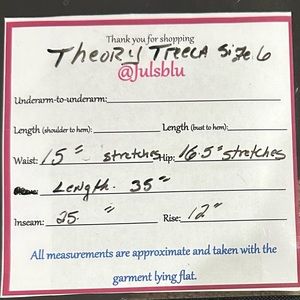 Thank you for shopping
Theory Treca Size 6
@Julsblu
Underarm-to-underarm:
Length (shoulder to hem): Length (bust to hem):
Waist: 15" stretches Hip: 16.5" stretches
Length. 35"
Inseam: 25. " Rise: 12"
All measurements are approximate and taken with the
garment lying flat.